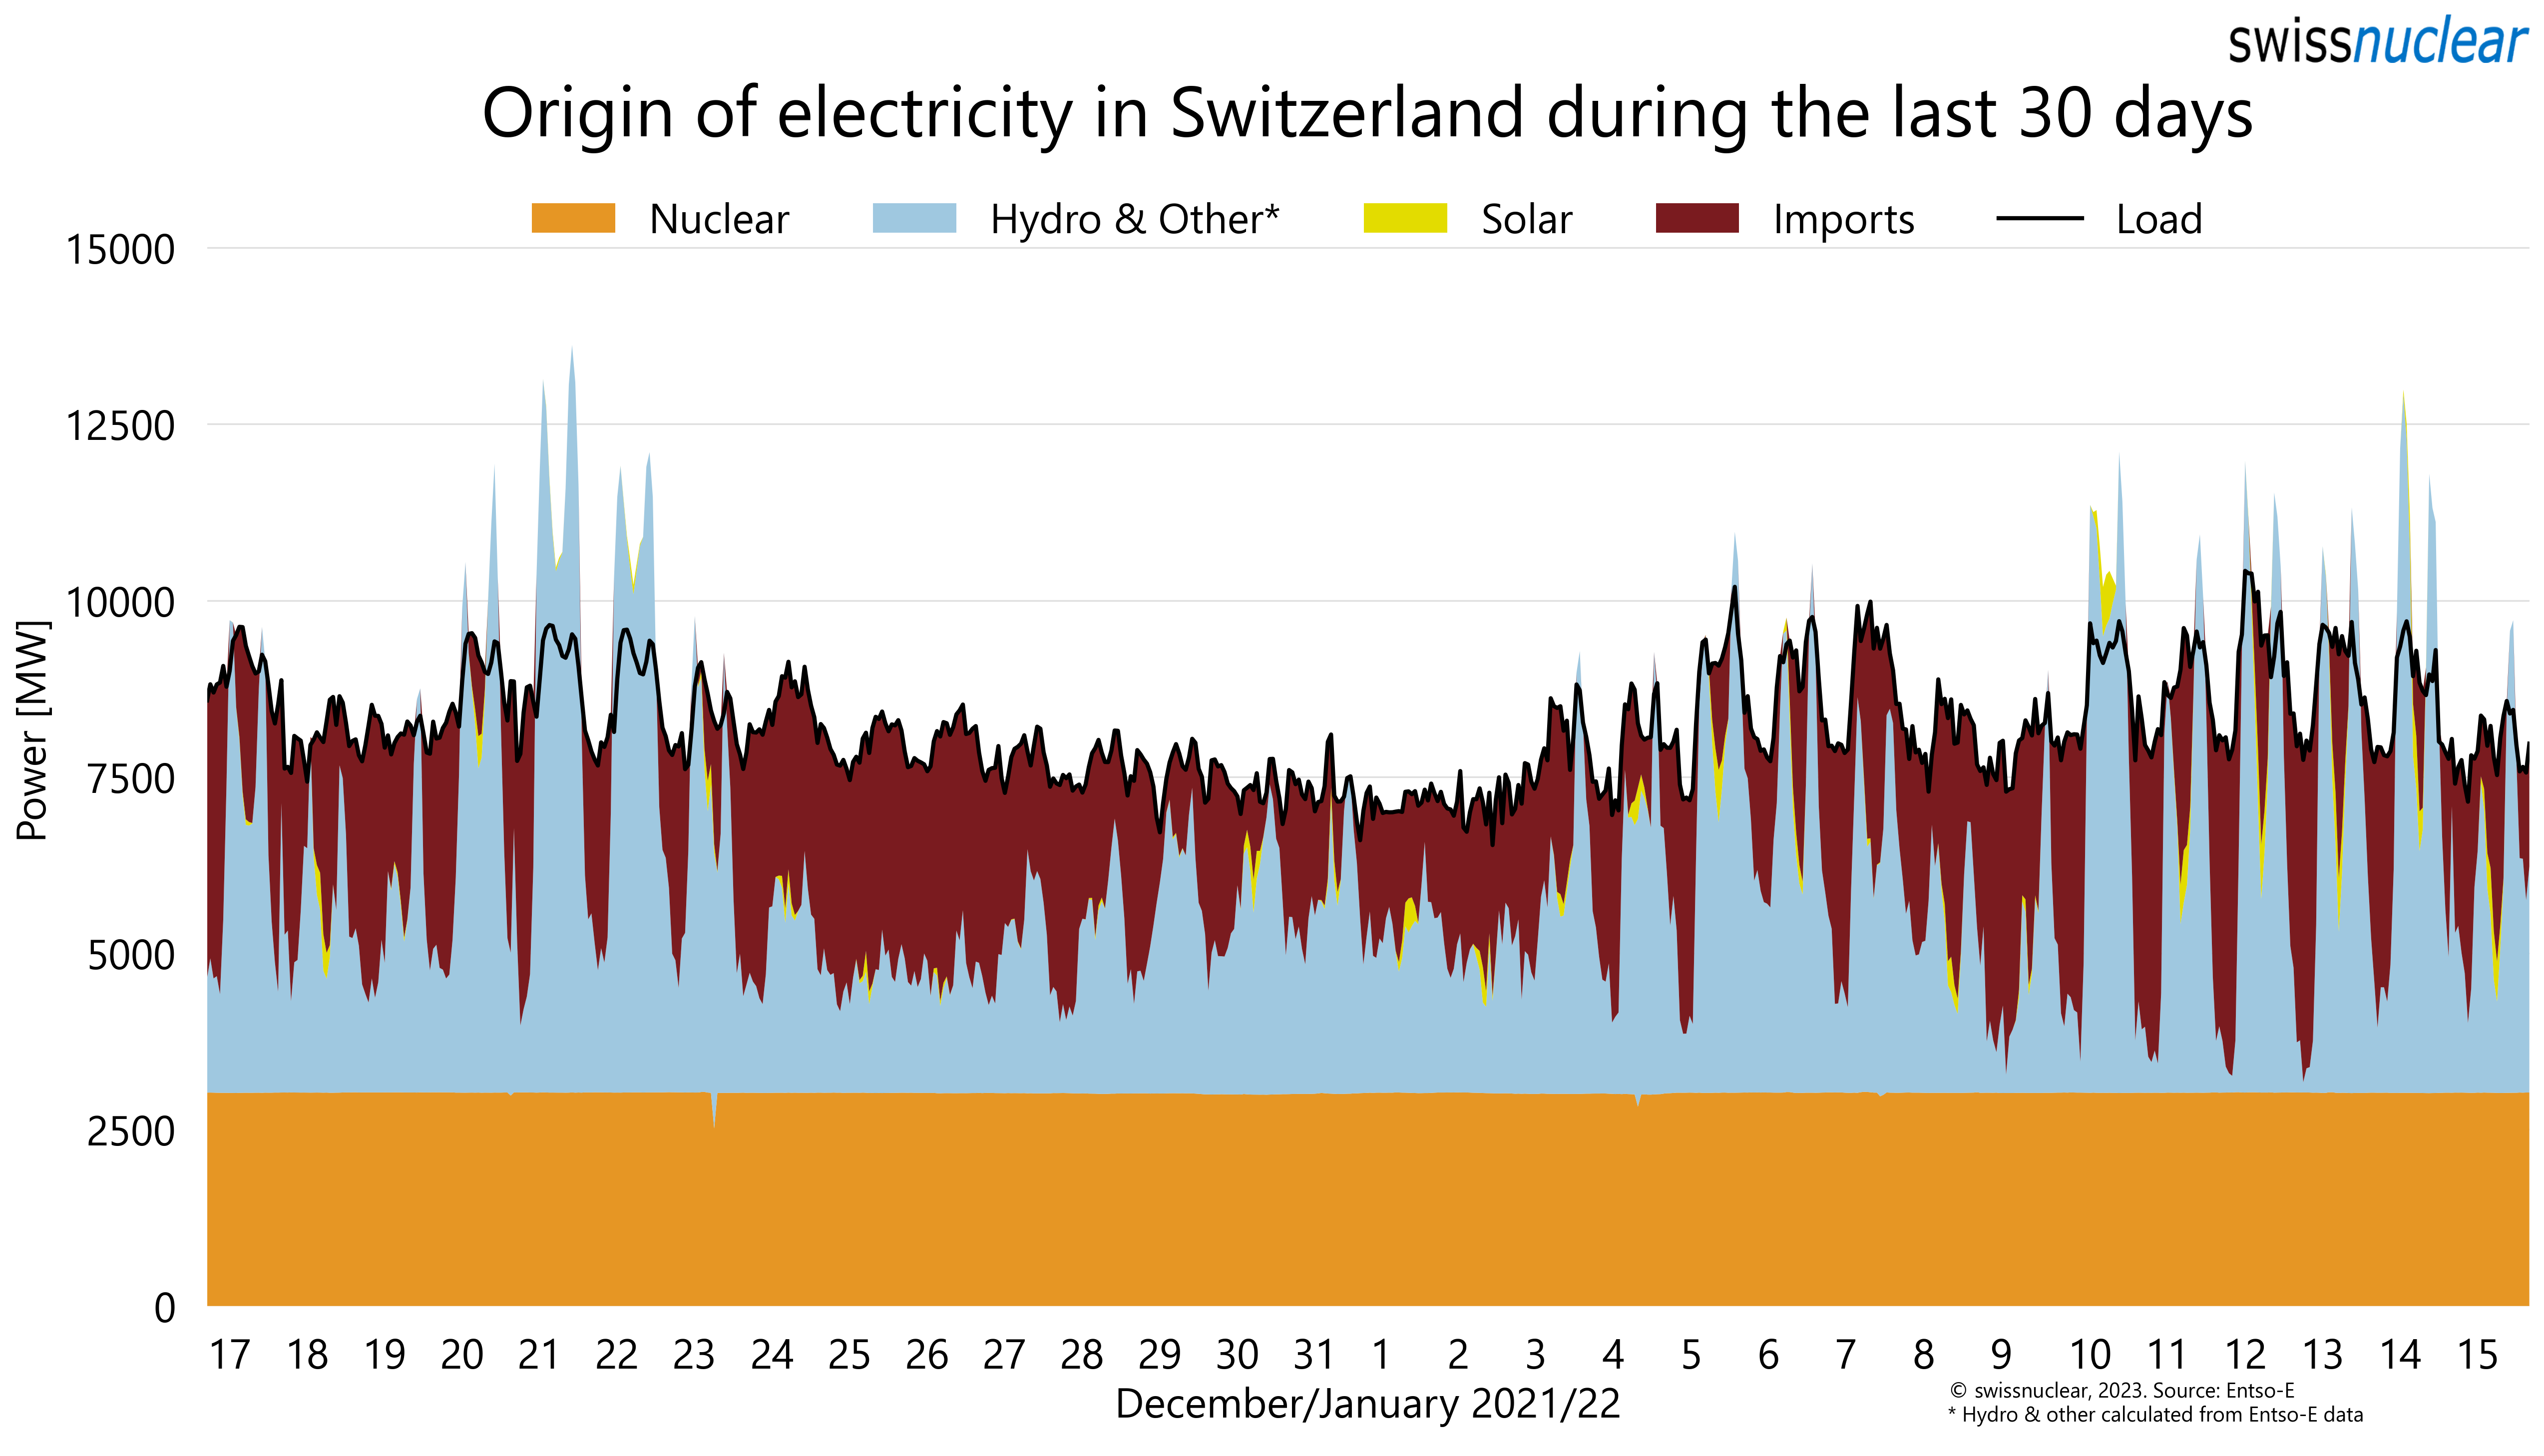 swissnuclear
Origin of electricity in Switzerland during the last 30 days
Nuclear Hydro & Other* Solar Imports Load
15000
12500
10000
7500
5000
2500
0
Power [MW]
17 18 19 20 21 22 23 24 25 26 27 28 29 30 31 1 2 3 4 5 6 7 8 9 10 11 12 13 14 15
December/January 2021/22
© swissnuclear, 2023. Source: Entso-E
* Hydro & other calculated from Entso-E data